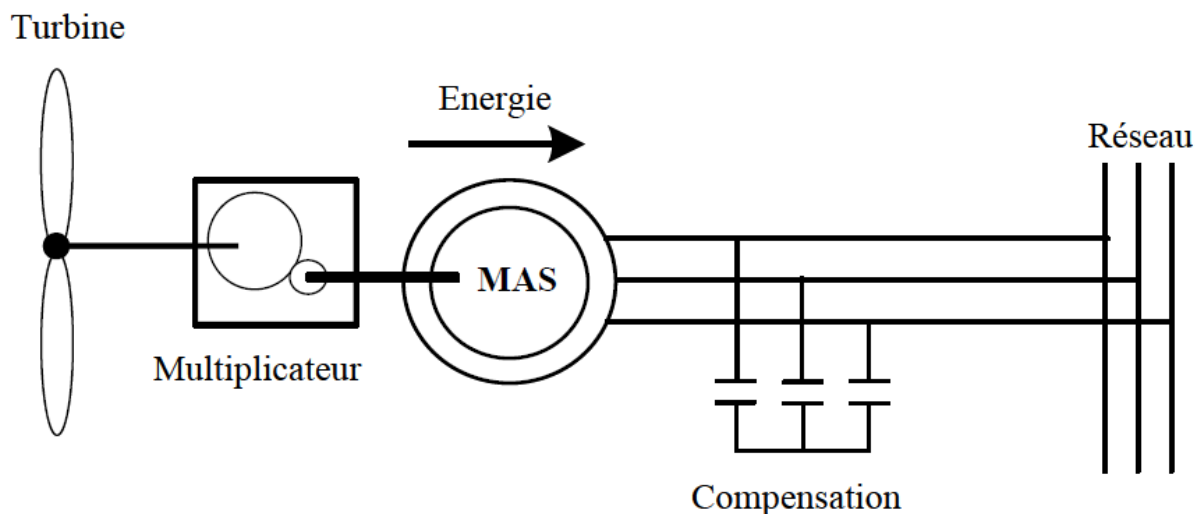 Turbine
Energie
Réseau
MAS
Multiplicateur
Compensation